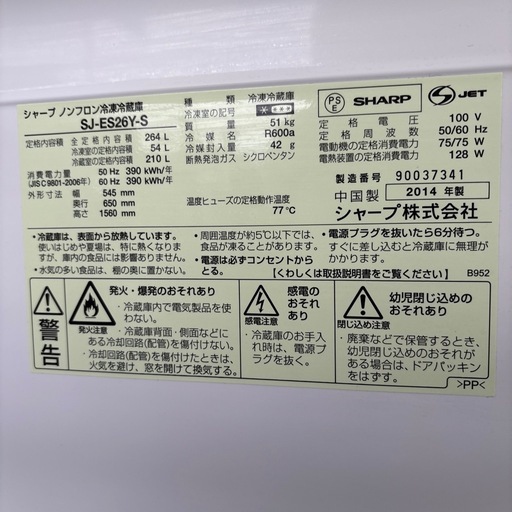 シャープ ノンフロン冷凍冷蔵庫
SJ-ES26Y-S
定格内容積 全定格内容積 264 L
冷凍室の定格内容積 54 L
冷蔵室の定格内容積 210 L
消費電力量 50 Hz 390 kWh/年
(JIS C 9801-2006年) 60 Hz 390 kWh/年
外形寸法 幅 545 mm
奥行 650 mm
高さ 1560 mm
種類 冷凍冷蔵庫
冷凍室の記号
質量 51 kg
冷媒名 R600a
冷媒封入量 42 g
断熱発泡ガス シクロペンタン
温度ヒューズの定格動作温度
77℃
PS
E
SHARP
JET
定格電圧 100 V
定格周波数 50/60 Hz
電動機の定格消費電力 75/75 W
電熱装置の定格消費電力 128 W
製造番号 90037341
中国製 2014 年製
シャープ株式会社
・冷蔵庫は、表面から放熱しています。
使いはじめや夏場は、特に熱くなりま
すが、庫内の食品には影響ありません。
・水気の多い食品は、棚の奥に置かない。
・周囲温度が約5℃以下では、
食品が凍ることがあります。
・電源は必ずコンセントか
とる。
・電源プラグを抜いたら6分待つ。
すぐに差し込むと冷蔵庫に無理が
かかります。
【くわしくは取扱説明書をご覧ください】
B952
警告
発火・爆発のおそれあり
発火注意
・冷蔵庫内で電気製品を使
わない。
・冷蔵庫背面・側面などに
ある冷却回路(配管)を傷付けない。
・冷却回路(配管)を傷付けたときは、
火気を避け、窓を開けて換気する。
感電の
おそれあり
感電注意
・冷蔵庫のお手入
れ時は、電源プ
ラグを抜く。
幼児閉じ込めの
おそれあり
閉じ込め注意
・廃棄などで保管するとき、
幼児閉じ込めのおそれが
ある場合は、ドアパッキン
をはずす。
>PP<